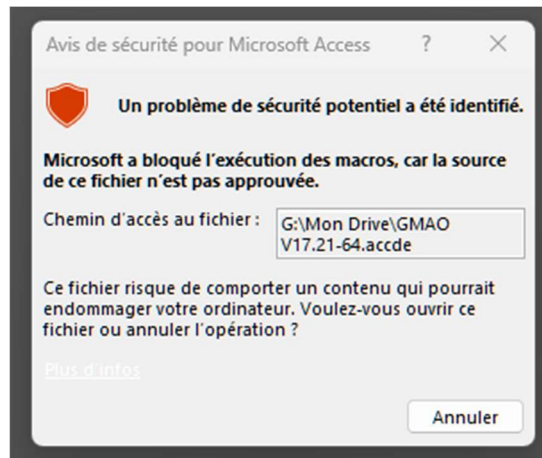 Avis de sécurité pour Microsoft Access ? ×
Un problème de sécurité potentiel a été identifié.
Microsoft a bloqué l'exécution des macros, car la source
de ce fichier n'est pas approuvée.
Chemin d'accès au fichier : G:\Mon Drive\GMAO
V17.21-64.accde
Ce fichier risque de comporter un contenu qui pourrait
endommager votre ordinateur. Voulez-vous ouvrir ce
fichier ou annuler l'opération ?
Plus d'infos
Annuler